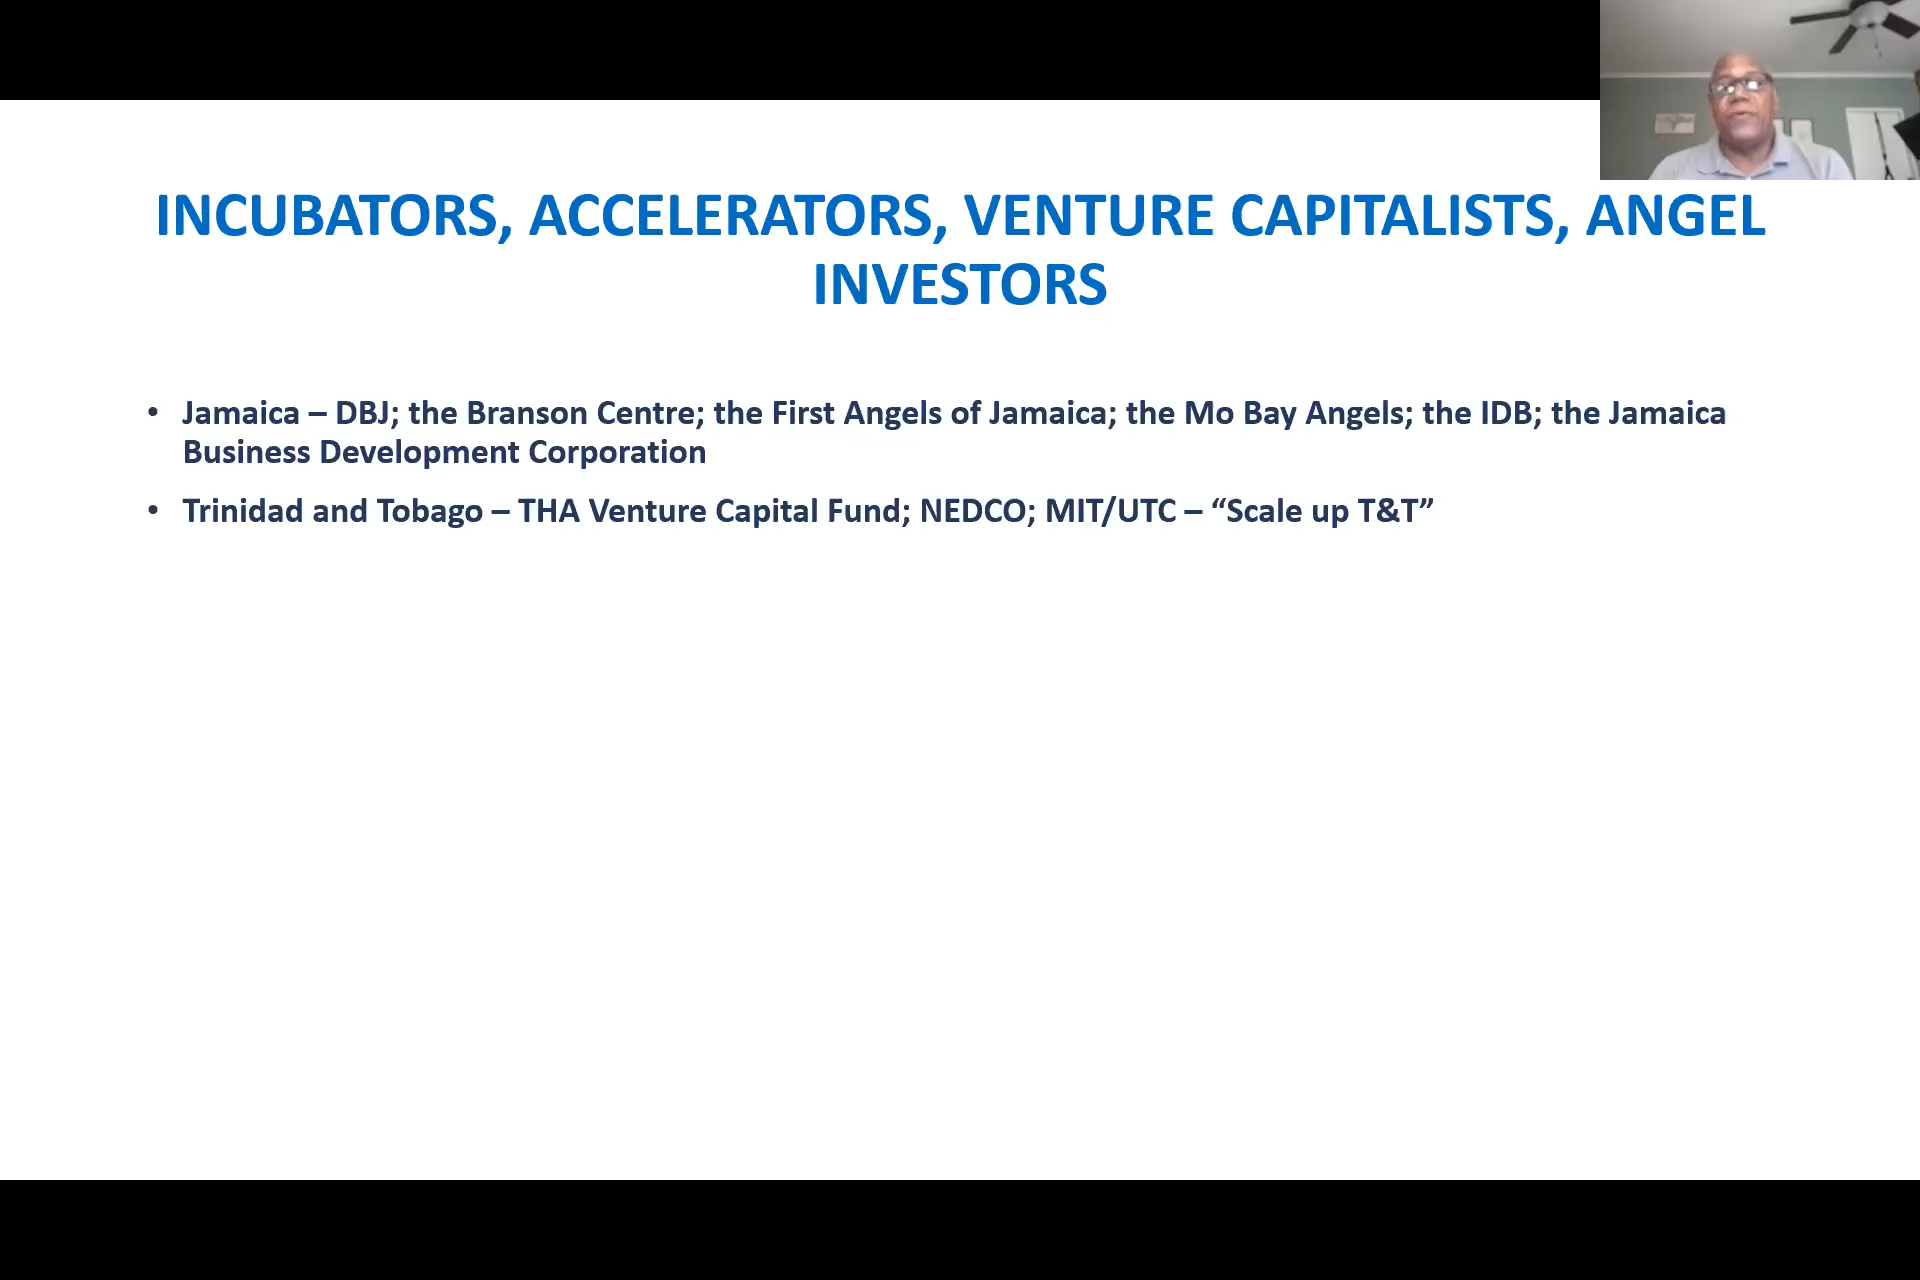 INCUBATORS, ACCELERATORS, VENTURE CAPITALISTS, ANGEL
INVESTORS
• Jamaica – DBJ; the Branson Centre; the First Angels of Jamaica; the Mo Bay Angels; the IDB; the Jamaica
Business Development Corporation
• Trinidad and Tobago – THA Venture Capital Fund; NEDCO; MIT/UTC – “Scale up T&T”